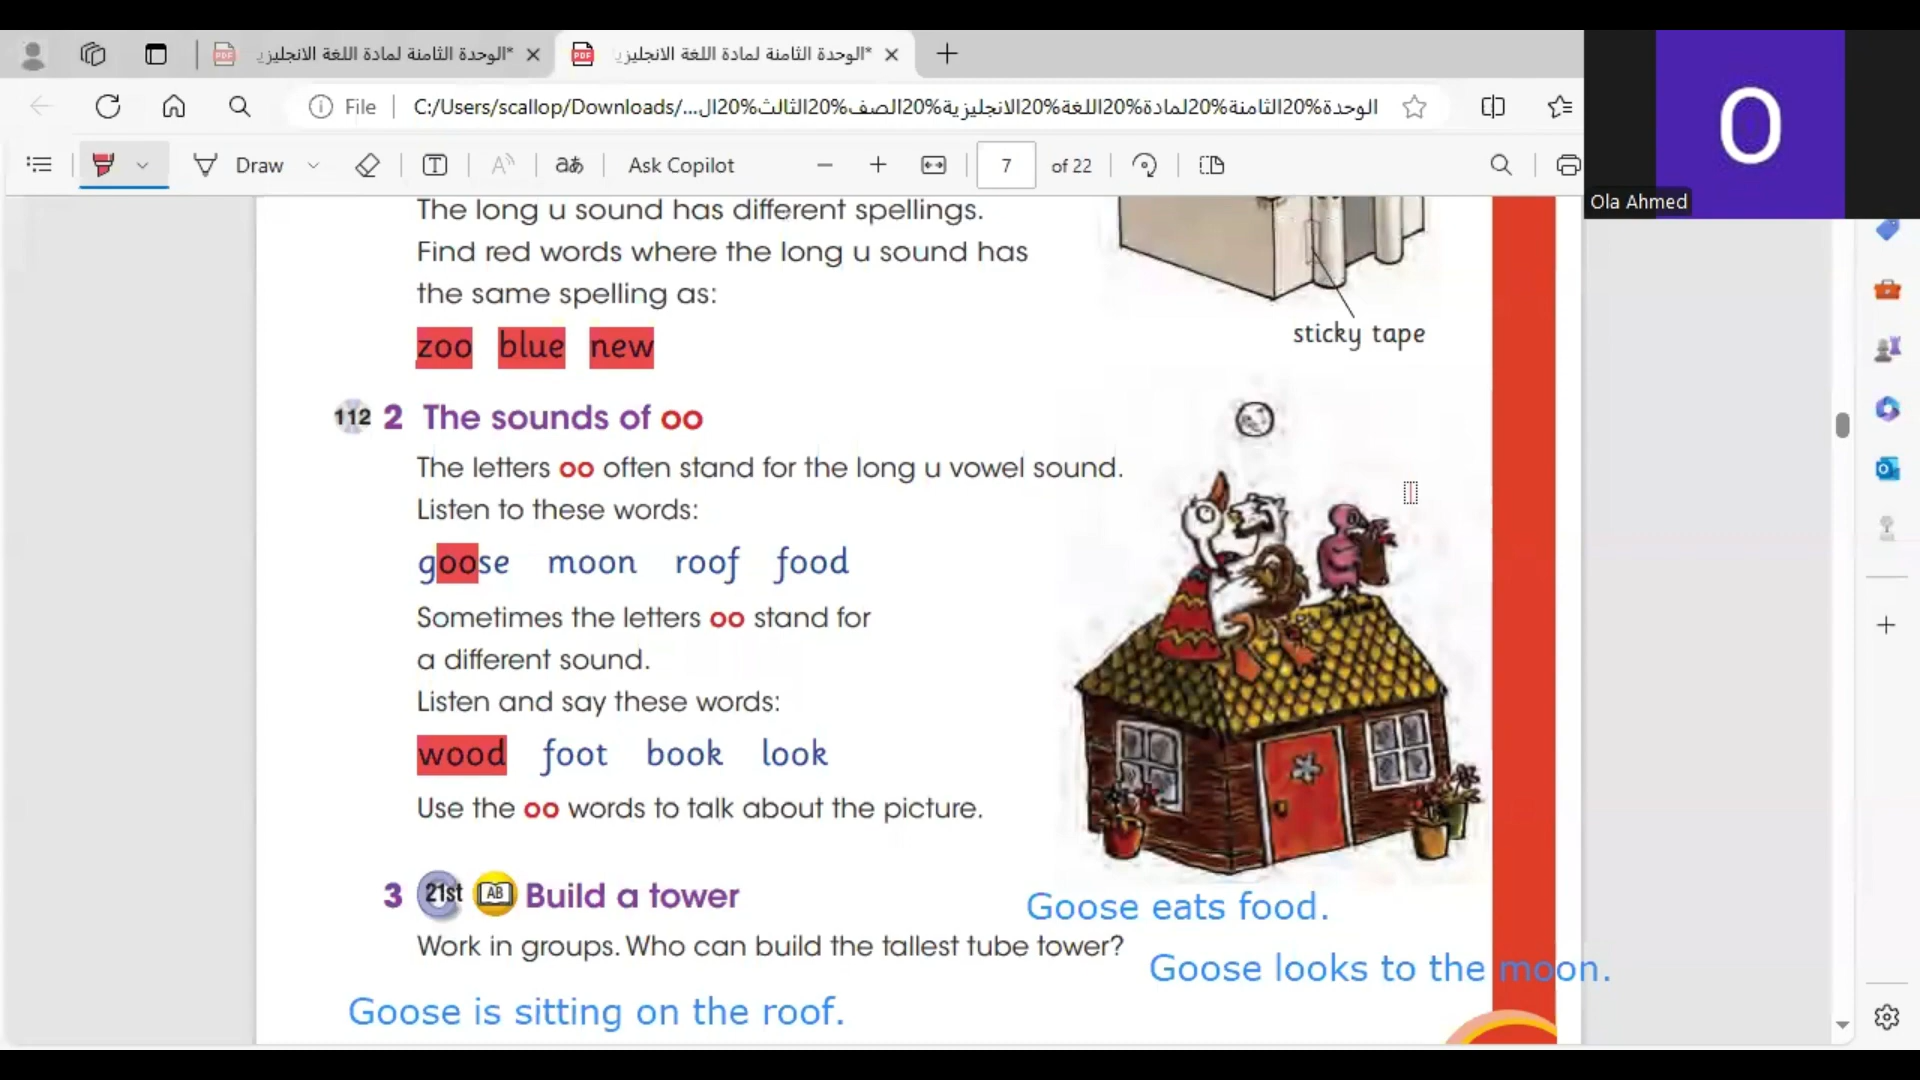 *الوحدة الثامنة لمادة اللغة الانجليزي
*الوحدة الثامنة لمادة اللغة الانجليزي
File
C:/Users/scallop/Downloads/...ال20%الوحدة%20الثامنة%20لمادة%20اللغة%20الانجليزية%20الصف%20الثالث%20
Draw
Ask Copilot
7
of 22
O
Ola Ahmed
The long u sound has different spellings.
Find red words where the long u sound has
the same spelling as:
zoo blue new
sticky tape
112 2 The sounds of oo
The letters oo often stand for the long u vowel sound.
Listen to these words:
goose moon roof food
Sometimes the letters oo stand for
a different sound.
Listen and say these words:
wood foot book look
Use the oo words to talk about the picture.
3 21st AB Build a tower
Goose eats food.
Work in groups. Who can build the tallest tube tower?
Goose looks to the moon.
Goose is sitting on the roof.